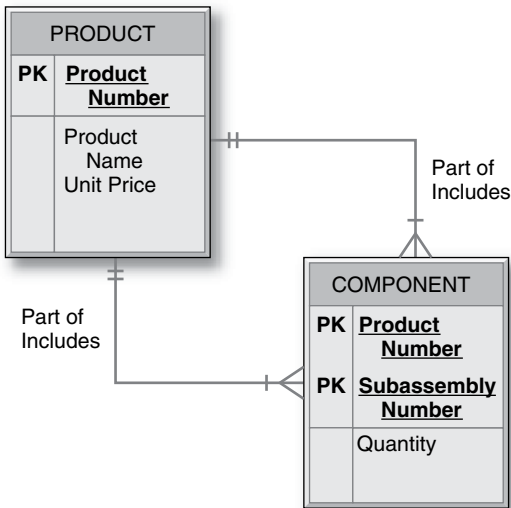 PRODUCT
PK Product
Number
Product
Name
Unit Price
Part of
Includes
Part of
Includes
COMPONENT
PK Product
Number
PK Subassembly
Number
Quantity